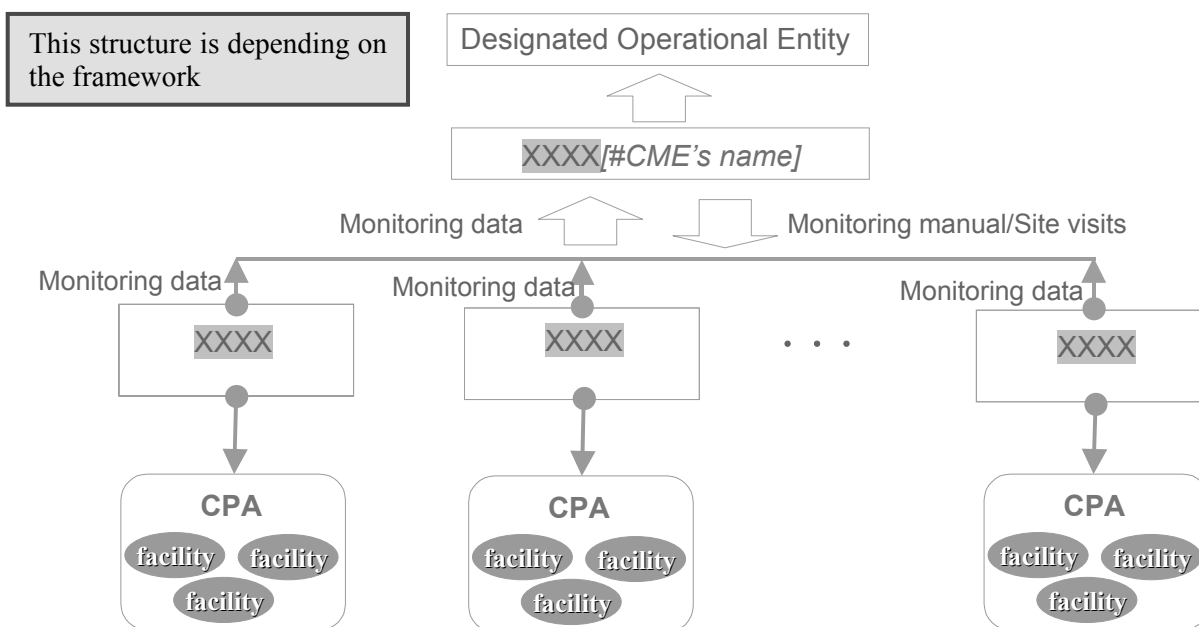 This structure is depending on
the framework
Designated Operational Entity
XXXX[#CME's name]
Monitoring data
Monitoring manual/Site visits
Monitoring data
Monitoring data
Monitoring data
XXXX
XXXX
. . .
XXXX
CPA
CPA
CPA
facility
facility
facility
facility
facility
facility
facility
facility
facility